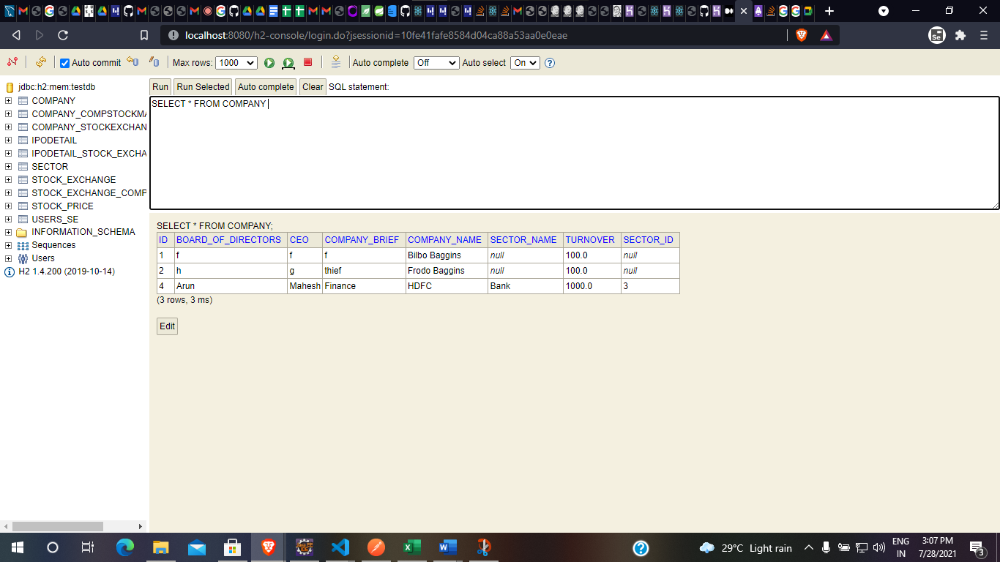 localhost:8080/h2-console/login.do?jsessionid=10fe41fafe8584d04ca88a53aa0e0eae
Auto commit Max rows: 1000 Auto complete Off Auto select On
jdbc:h2:mem:testdb
COMPANY
COMPANY_COMPSTOCKMA
COMPANY_STOCKEXCHAN
IPODETAIL
IPODETAIL_STOCK_EXCHA
SECTOR
STOCK_EXCHANGE
STOCK_EXCHANGE_COMP
STOCK_PRICE
USERS_SE
INFORMATION_SCHEMA
Sequences
Users
H2 1.4.200 (2019-10-14)
Run Run Selected Auto complete Clear SQL statement:
SELECT * FROM COMPANY
SELECT * FROM COMPANY;
ID BOARD_OF_DIRECTORS CEO COMPANY_BRIEF COMPANY_NAME SECTOR_NAME TURNOVER SECTOR_ID
1 f f f Bilbo Baggins null 100.0 null
2 h g thief Frodo Baggins null 100.0 null
4 Arun Mahesh Finance HDFC Bank 1000.0 3
(3 rows, 3 ms)
Edit
29°C Light rain
ENG
IN
3:07 PM
7/28/2021
3